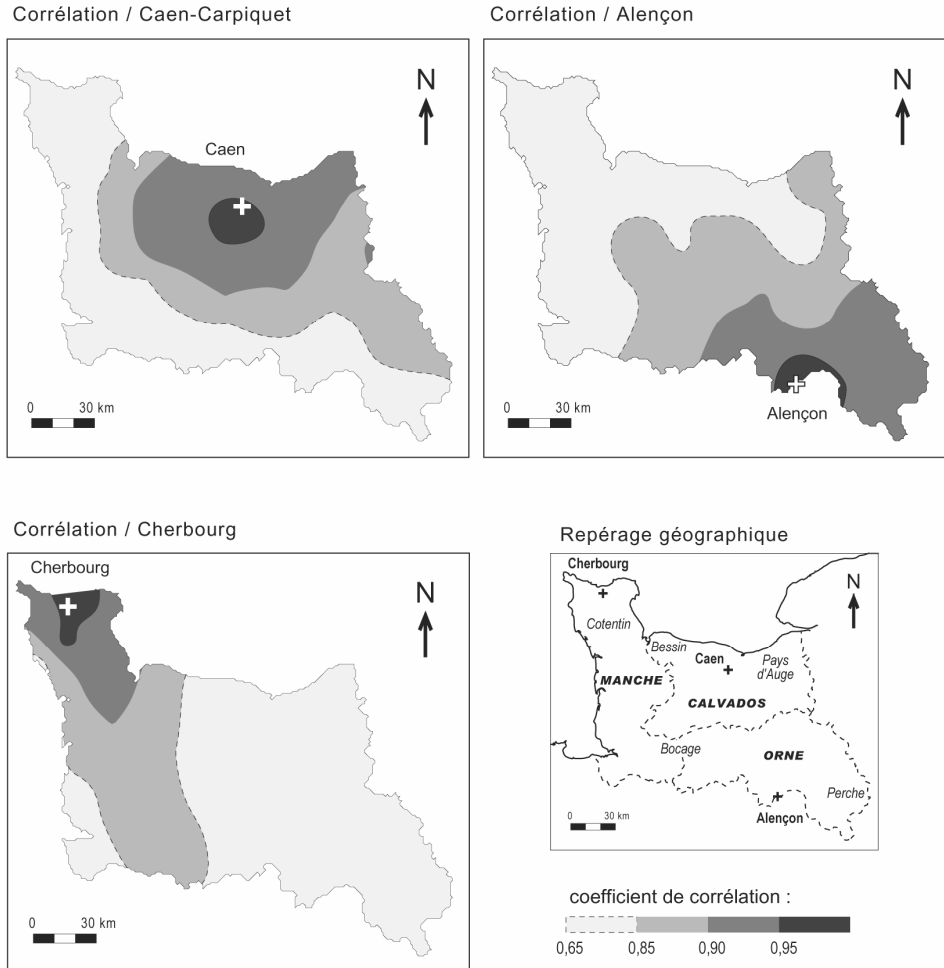 Corrélation / Caen-Carpiquet
N
Caen
0 30 km
Corrélation / Alençon
N
0 30 km
Alençon
Corrélation / Cherbourg
Cherbourg
N
0 30 km
Repérage géographique
Cherbourg
N
Cotentin
Bessin
Caen
Pays
d'Auge
MANCHE
CALVADOS
Bocage
ORNE
Perche
Alençon
0 30 km
coefficient de corrélation :
0,65 0,85 0,90 0,95